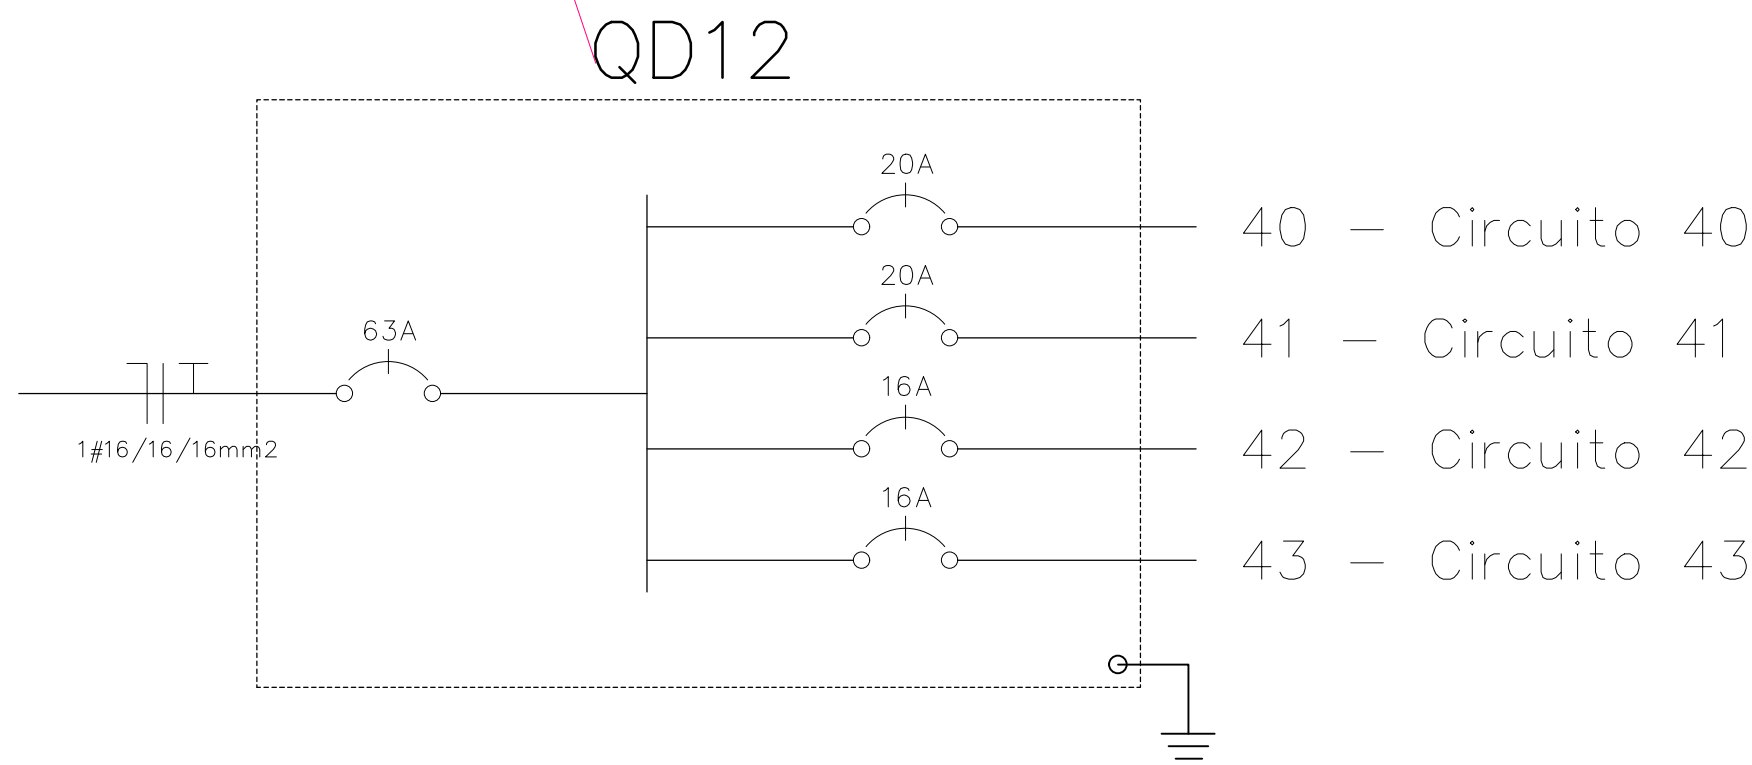 QD12
20A
40 - Circuito 40
20A
41 - Circuito 41
63A
16A
1#16/16/16mm2
42 - Circuito 42
16A
43 - Circuito 43